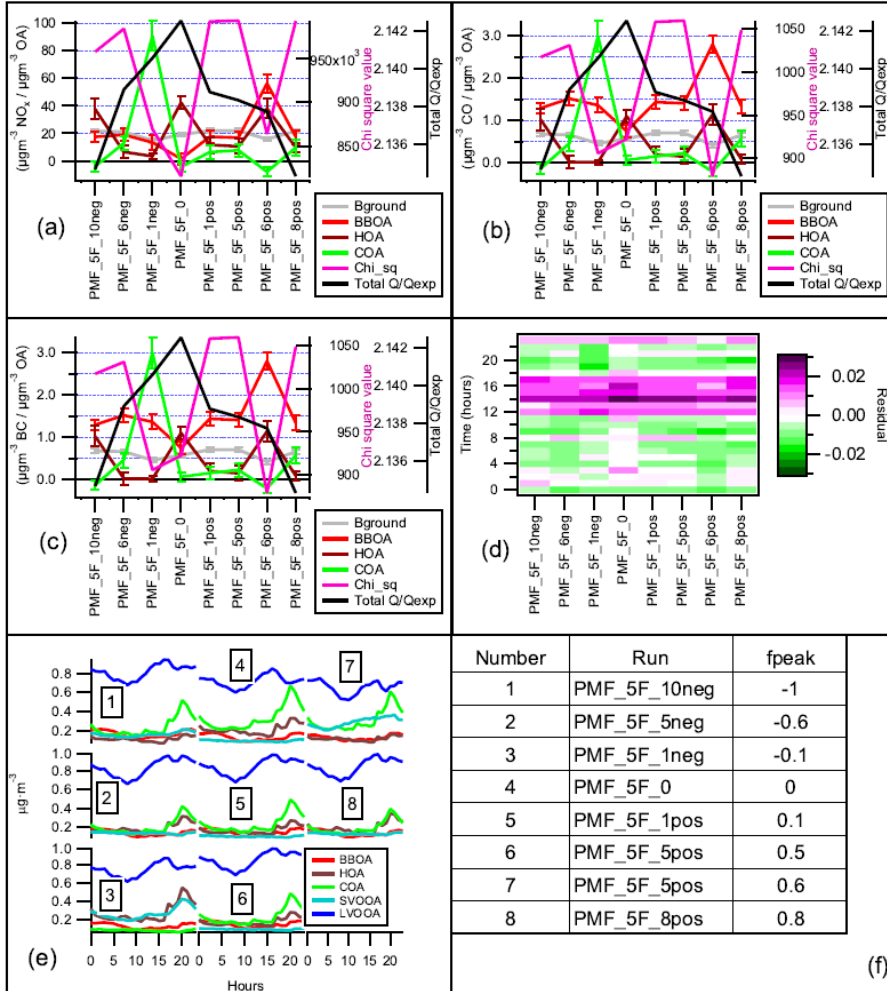 100
80
60
40
20
0
(µgm⁻³ NOₓ / µgm⁻³ OA)
950x10³
900
850
Chi square value
2.142
2.140
2.138
2.136
Total Q/Qexp
PMF_5F_10neg
PMF_5F_6neg
PMF_5F_1neg
PMF_5F_0
PMF_5F_1pos
PMF_5F_5pos
PMF_5F_6pos
PMF_5F_8pos
Bground
BBOA
HOA
COA
Chi_sq
Total Q/Qexp
(a)
3.0
2.0
1.0
0.0
(µgm⁻³ CO / µgm⁻³ OA)
1050
1000
950
900
Chi square value
2.142
2.140
2.138
2.136
Total Q/Qexp
PMF_5F_10neg
PMF_5F_6neg
PMF_5F_1neg
PMF_5F_0
PMF_5F_1pos
PMF_5F_5pos
PMF_5F_6pos
PMF_5F_8pos
Bground
BBOA
HOA
COA
Chi_sq
Total Q/Qexp
(b)
3.0
2.0
1.0
0.0
(µgm⁻³ BC / µgm⁻³ OA)
1050
1000
950
900
Chi square value
2.142
2.140
2.138
2.136
Total Q/Qexp
PMF_5F_10neg
PMF_5F_6neg
PMF_5F_1neg
PMF_5F_0
PMF_5F_1pos
PMF_5F_5pos
PMF_5F_6pos
PMF_5F_8pos
Bground
BBOA
HOA
COA
Chi_sq
Total Q/Qexp
(c)
20
16
12
8
4
0
Time (hours)
0.02
0.00
-0.02
Residual
PMF_5F_10neg
PMF_5F_6neg
PMF_5F_1neg
PMF_5F_0
PMF_5F_1pos
PMF_5F_5pos
PMF_5F_6pos
PMF_5F_8pos
(d)
0.8
0.6
0.4
0.2
1
4
7
1.0
0.8
0.6
0.4
0.2
2
5
8
1.0
0.8
0.6
0.4
0.2
3
6
µg·m⁻³
BBOA
HOA
COA
SVOOA
LVOOA
0 5 10 15 20
0 5 10 15 20
0 5 10 15 20
Hours
(e)
Number Run fpeak
1 PMF_5F_10neg -1
2 PMF_5F_5neg -0.6
3 PMF_5F_1neg -0.1
4 PMF_5F_0 0
5 PMF_5F_1pos 0.1
6 PMF_5F_5pos 0.5
7 PMF_5F_5pos 0.6
8 PMF_5F_8pos 0.8
(f)